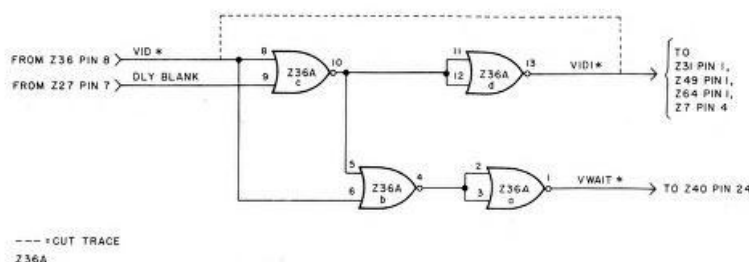 VID *
FROM Z36 PIN 8
8
9
10
Z36A
c
DLY BLANK
FROM Z27 PIN 7
11
12
13
Z36A
d
VID1*
TO
Z31 PIN 1,
Z49 PIN 1,
Z64 PIN 1,
Z7 PIN 4
5
6
4
Z36A
b
2
3
1
Z36A
a
VWAIT *
TO Z40 PIN 24
---- = CUT TRACE
Z36A